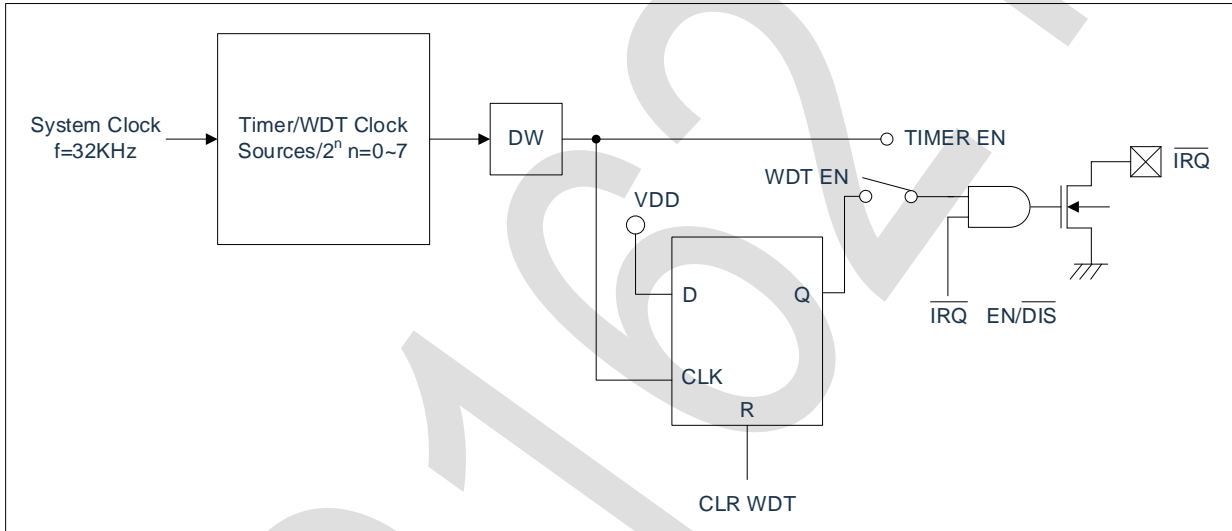 System Clock
f=32KHz
Timer/WDT Clock
Sources/2ⁿ n=0~7
DW
TIMER EN
WDT EN
IRQ
VDD
D
Q
CLK
R
IRQ EN/DIS
CLR WDT